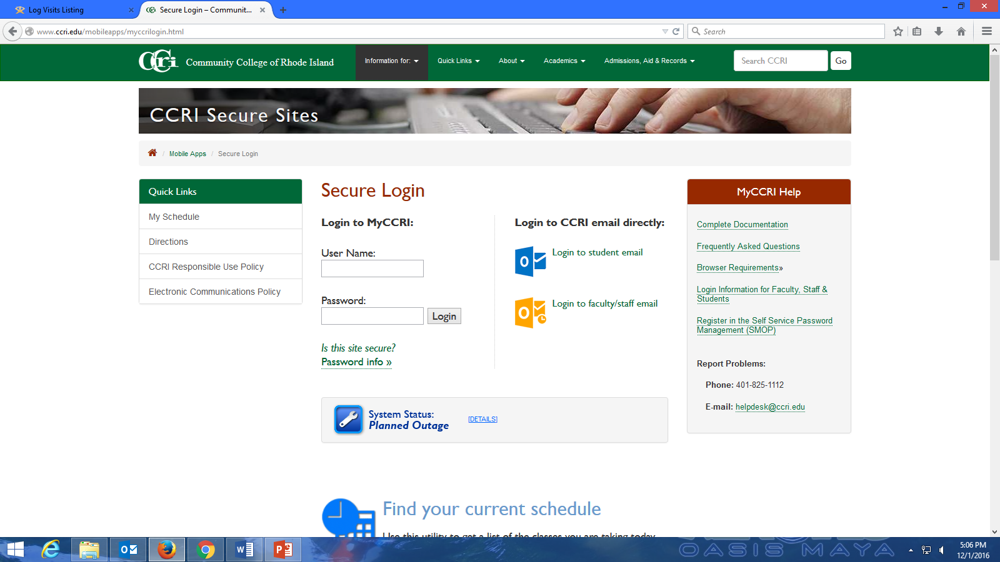 Log Visits Listing
Secure Login – Communit...
www.ccri.edu/mobileapps/myccrilogin.html
Search
CCRI Community College of Rhode Island
Information for:
Quick Links
About
Academics
Admissions, Aid & Records
Search CCRI
Go
CCRI Secure Sites
/ Mobile Apps / Secure Login
Quick Links
My Schedule
Directions
CCRI Responsible Use Policy
Electronic Communications Policy
Secure Login
Login to MyCCRI:
User Name:
Password:
Login
Is this site secure?
Password info »
Login to CCRI email directly:
Login to student email
Login to faculty/staff email
System Status:
Planned Outage
[DETAILS]
MyCCRI Help
Complete Documentation
Frequently Asked Questions
Browser Requirements»
Login Information for Faculty, Staff &
Students
Register in the Self Service Password
Management (SMOP)
Report Problems:
Phone: 401-825-1112
E-mail: helpdesk@ccri.edu
Find your current schedule
Use this utility to get a list of the classes you are taking today
OASIS MAYA
5:06 PM
12/1/2016